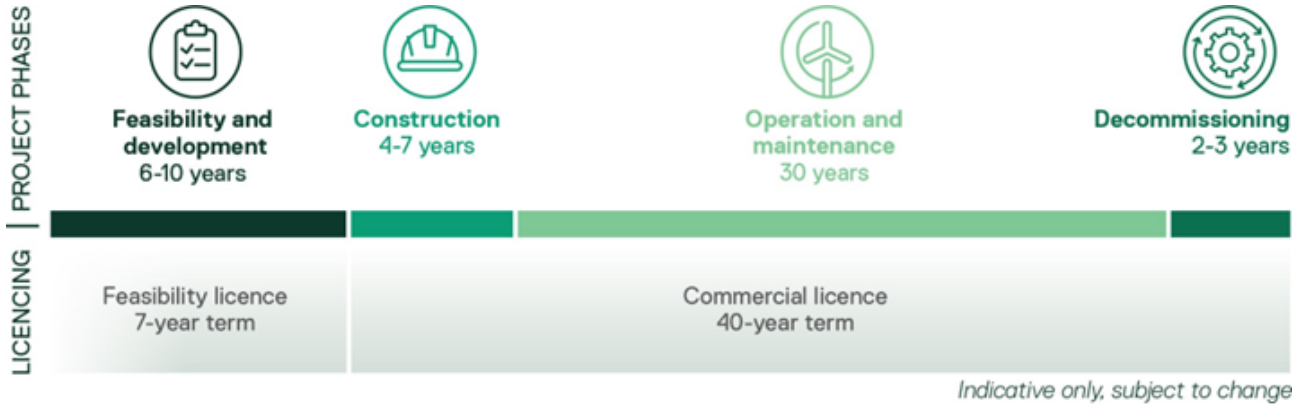 PROJECT PHASES
Feasibility and
development
6-10 years
Construction
4-7 years
Operation and
maintenance
30 years
Decommissioning
2-3 years
LICENCING
Feasibility licence
7-year term
Commercial licence
40-year term
Indicative only, subject to change